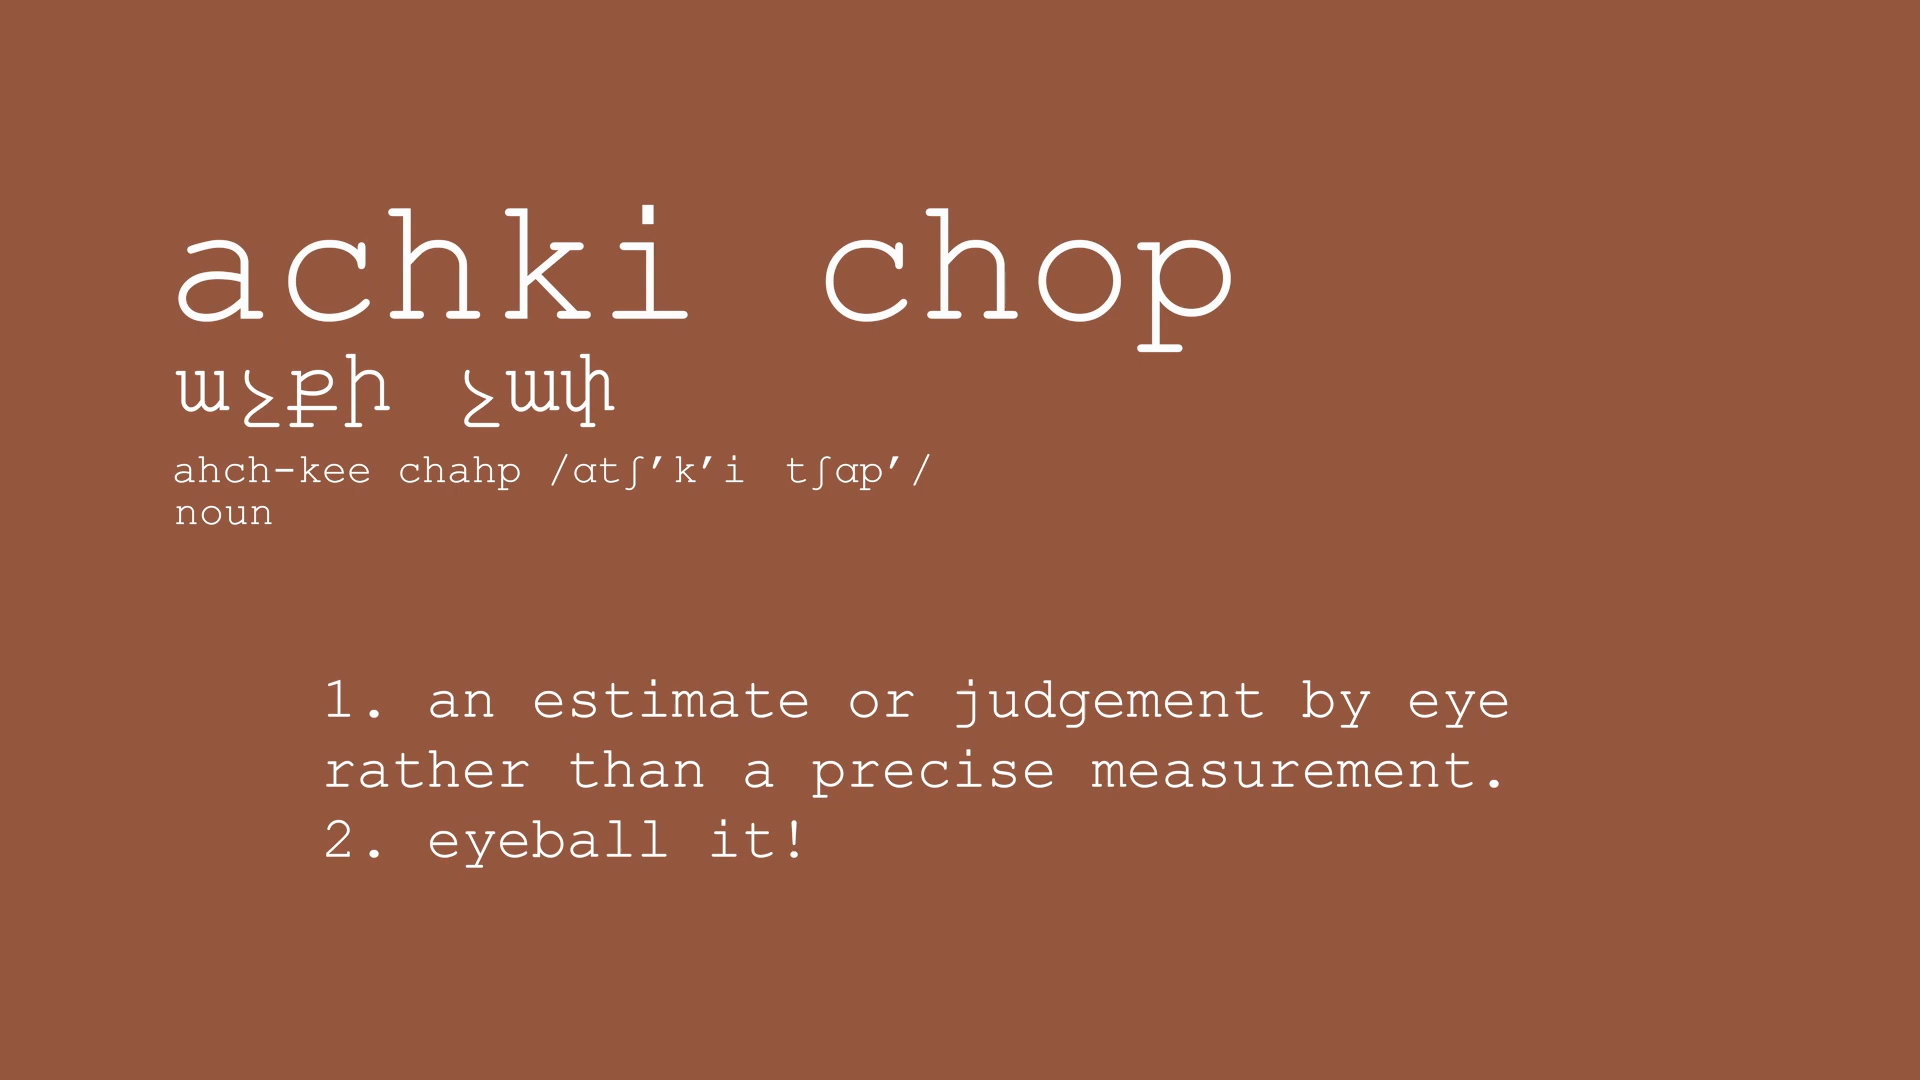 achki chop
աչքի չափ
ahch-kee chahp /ɑtʃ’k’i tʃɑp’/
noun
1. an estimate or judgement by eye
rather than a precise measurement.
2. eyeball it!